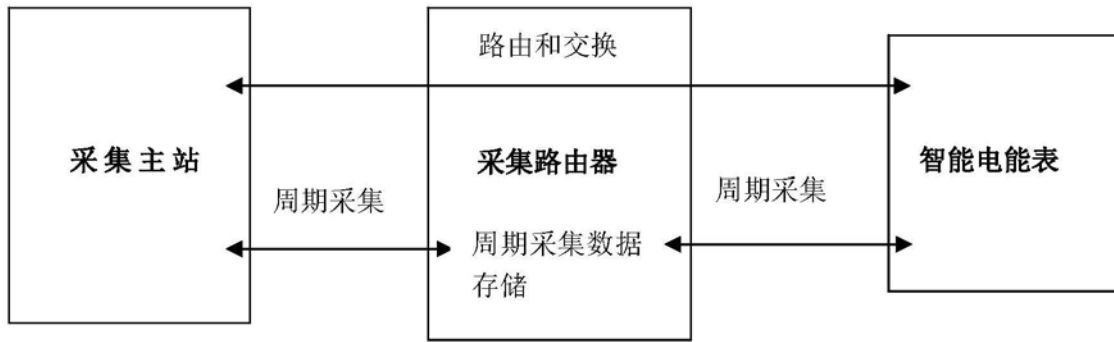 路由和交换
采集主站
采集路由器
智能电能表
周期采集
周期采集
周期采集数据
存储